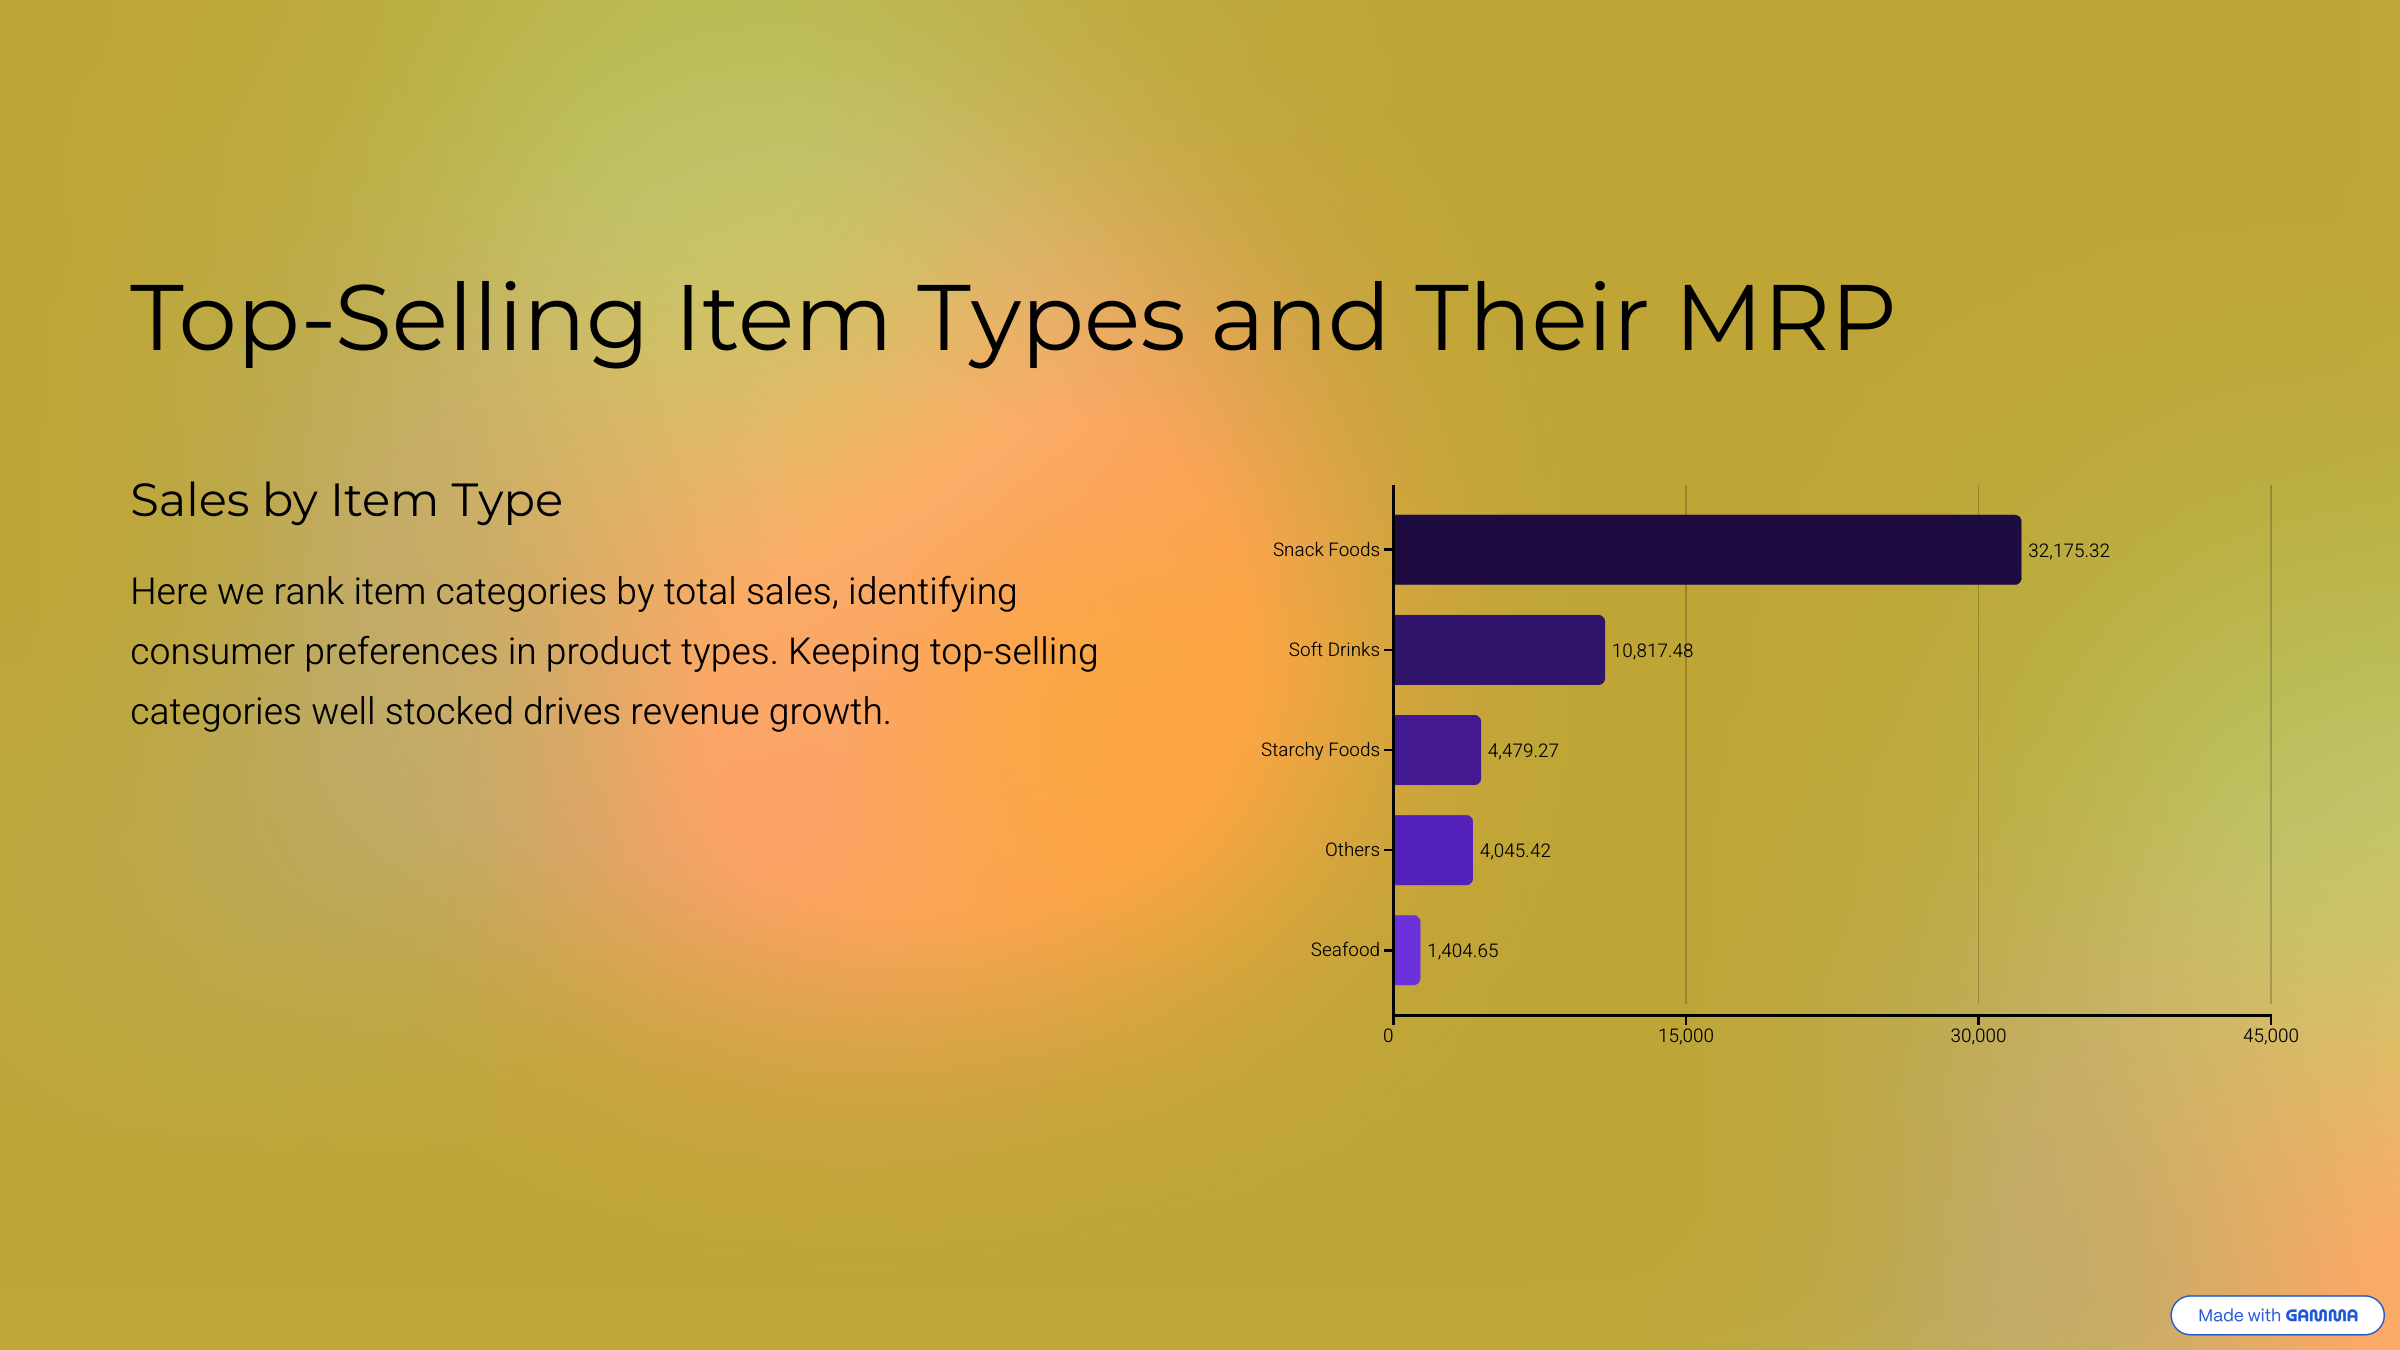 Top-Selling Item Types and Their MRP
Sales by Item Type
Here we rank item categories by total sales, identifying
consumer preferences in product types. Keeping top-selling
categories well stocked drives revenue growth.
Snack Foods 32,175.32
Soft Drinks 10,817.48
Starchy Foods 4,479.27
Others 4,045.42
Seafood 1,404.65
0 15,000 30,000 45,000
Made with GAMMA